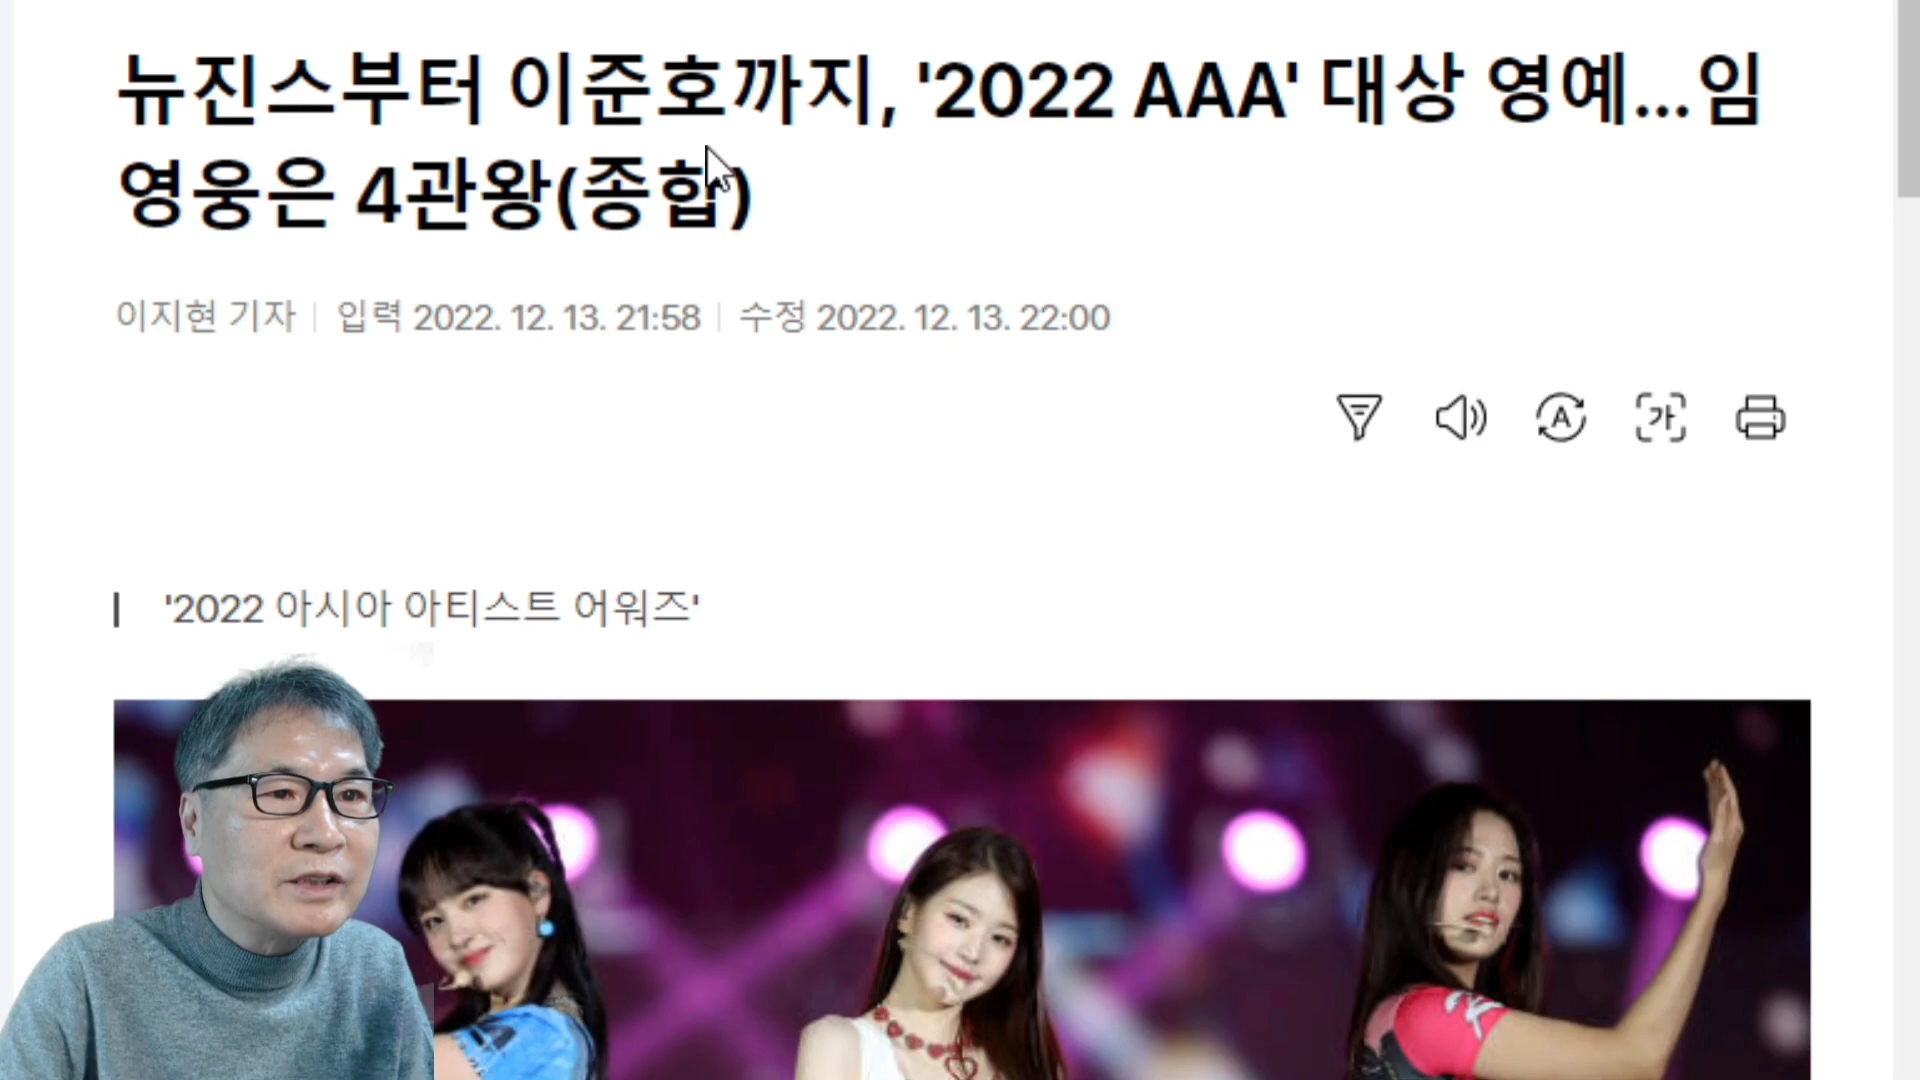 뉴진스부터 이준호까지, '2022 AAA' 대상 영예...임
영웅은 4관왕(종합)
이지현 기자 입력 2022. 12. 13. 21:58 수정 2022. 12. 13. 22:00
A 가
'2022 아시아 아티스트 어워즈'